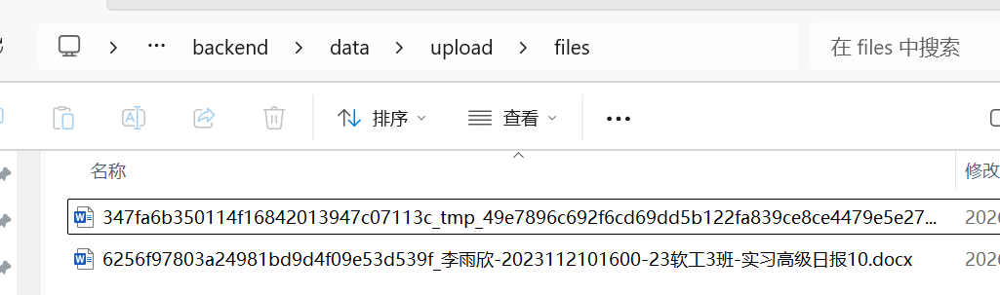 backend data upload files 在 files 中搜索
排序 查看
名称 修改
347fa6b350114f16842013947c07113c_tmp_49e7896c692f6cd69dd5b122fa839ce8ce4479e5e27... 202
6256f97803a24981bd9d4f09e53d539f_李雨欣-2023112101600-23软工3班-实习高级日报10.docx 202